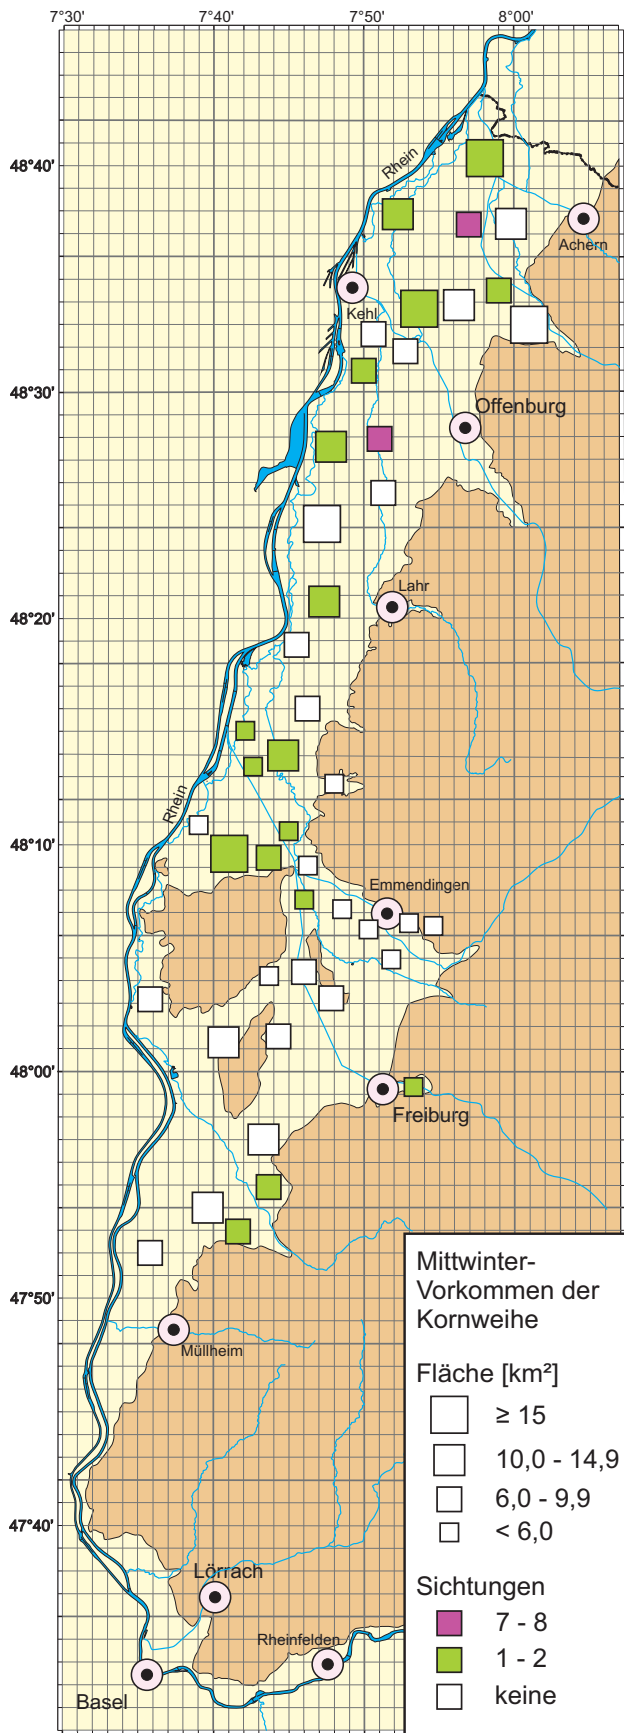 7°30' 7°40' 7°50' 8°00'
48°40'
Rhein
Achern
Kehl
48°30'
Offenburg
48°20'
Lahr
Rhein
48°10'
Emmendingen
48°00'
Freiburg
47°50'
Müllheim
47°40'
Lörrach
Rheinfelden
Basel
Mittwinter-
Vorkommen der
Kornweihe
Fläche [km²]
≥ 15
10,0 - 14,9
6,0 - 9,9
< 6,0
Sichtungen
7 - 8
1 - 2
keine